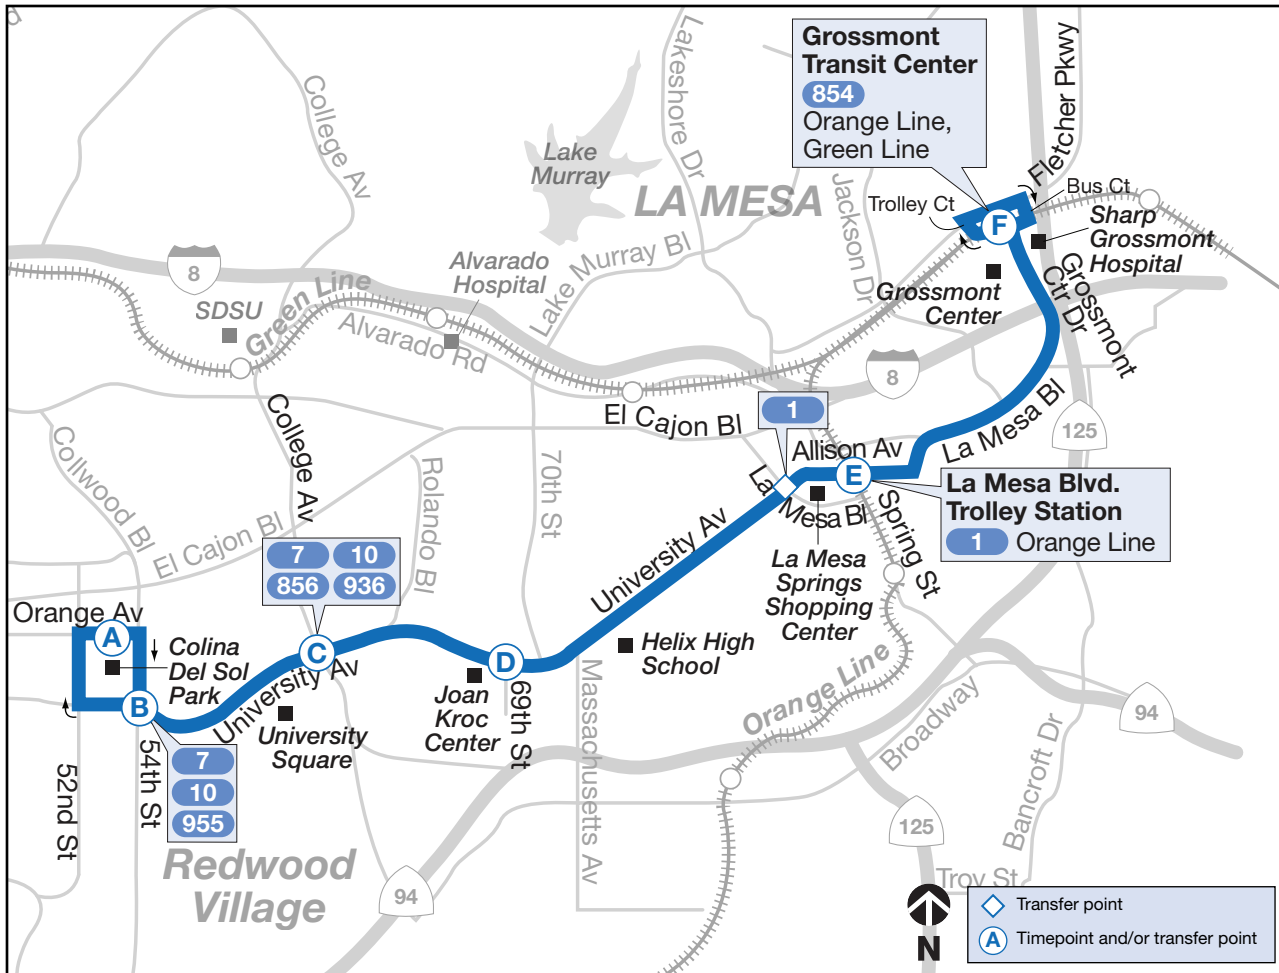 Grossmont
Transit Center
854
Orange Line,
Green Line
Fletcher Pkwy
Lakeshore Dr
College Av
Lake
Murray
LA MESA
Jackson Dr
Trolley Ct
Bus Ct
F
Sharp
Grossmont
Hospital
Grossmont
Ctr Dr
Grossmont
Center
8
SDSU
Green Line
Alvarado
Hospital
Alvarado Rd
Lake Murray Bl
8
El Cajon Bl
1
Allison Av
La Mesa Bl
125
E
La Mesa Blvd.
Trolley Station
1 Orange Line
La Mesa Bl
Spring St
La Mesa
Springs
Shopping
Center
University Av
Collwood Bl
College Av
Rolando Bl
70th St
El Cajon Bl
7 10
856 936
Orange Av
A
Colina
Del Sol
Park
B
C
University Av
University
Square
D
Joan
Kroc
Center
69th St
Helix High
School
Massachusetts Av
Orange Line
Broadway
94
Bancroft Dr
125
Troy St
52nd St
54th St
7
10
955
Redwood
Village
94
N
Transfer point
A Timepoint and/or transfer point